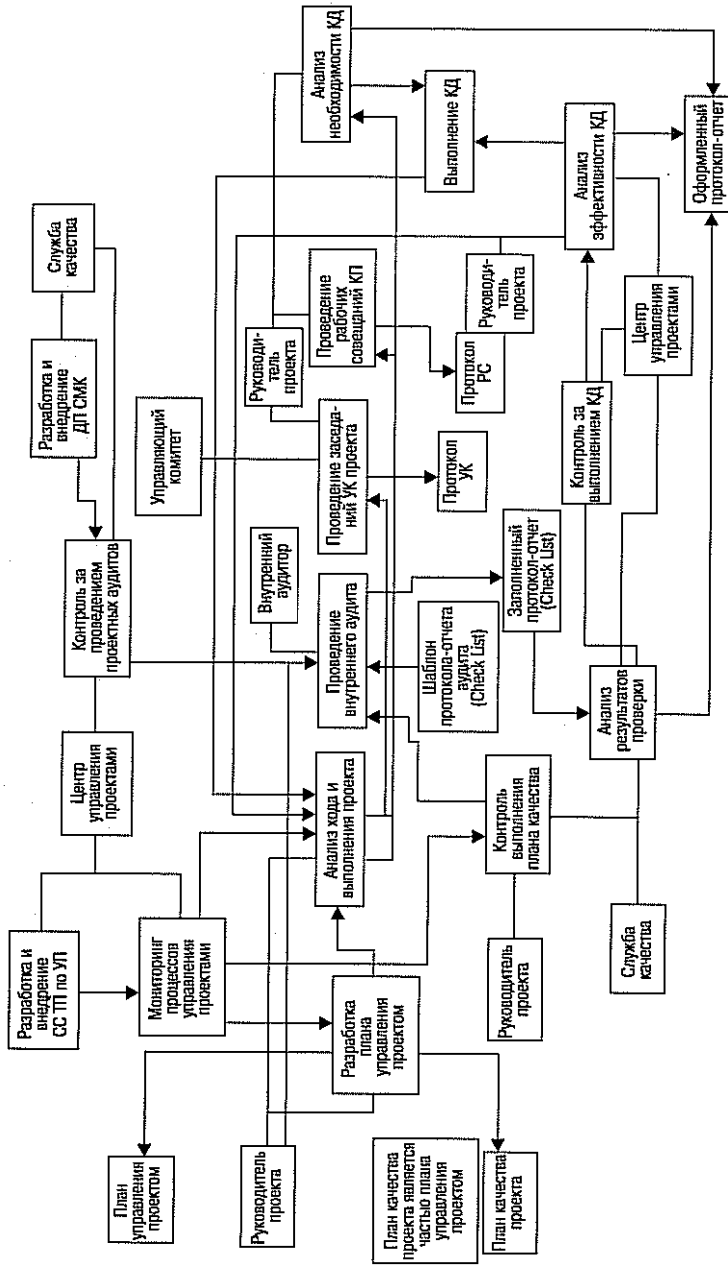 Разработка и
внедрение
СС ТП по УП
Центр
управления
проектами
Контроль за
проведением
проектных аудитов
Разработка и
внедрение
ДП СМК
Служба
качества
План
управления
проектом
Мониторинг
процессов
управления
проектами
Внутренний
аудитор
Управляющий
комитет
Руководи-
тель
проекта
Руководитель
проекта
Разработка
плана
управления
проектом
Анализ хода и
выполнения проекта
Проведение
внутреннего аудита
Проведение заседа-
ний УК проекта
Проведение
рабочих
совещаний КП
Анализ
необходимости КД
План качества
проекта является
частью плана
управления
проектом
Шаблон
протокола-отчета
аудита
(Check List)
Протокол
УК
Протокол
РС
Выполнение КД
План качества
проекта
Руководитель
проекта
Контроль
выполнения
плана качества
Заполненный
протокол-отчет
(Check List)
Руководи-
тель
проекта
Контроль за
выполнением КД
Анализ
эффективности КД
Служба
качества
Анализ
результатов
проверки
Центр
управления
проектами
Оформленный
протокол-отчет